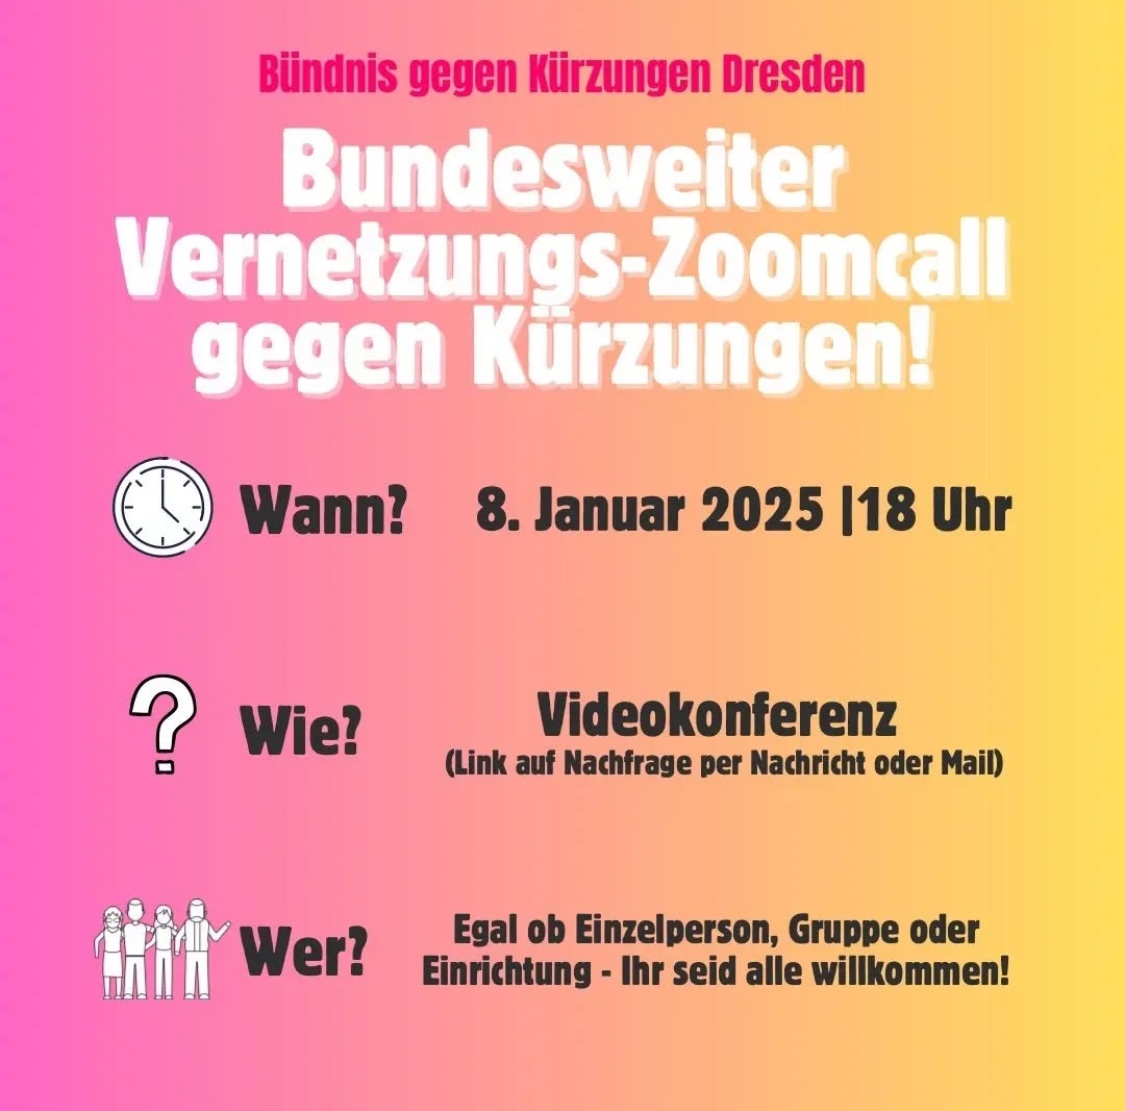 Bündnis gegen Kürzungen Dresden
Bundesweiter
Vernetzungs-Zoomcall
gegen Kürzungen!
Wann? 8. Januar 2025 |18 Uhr
Wie? Videokonferenz
(Link auf Nachfrage per Nachricht oder Mail)
Wer? Egal ob Einzelperson, Gruppe oder
Einrichtung - Ihr seid alle willkommen!